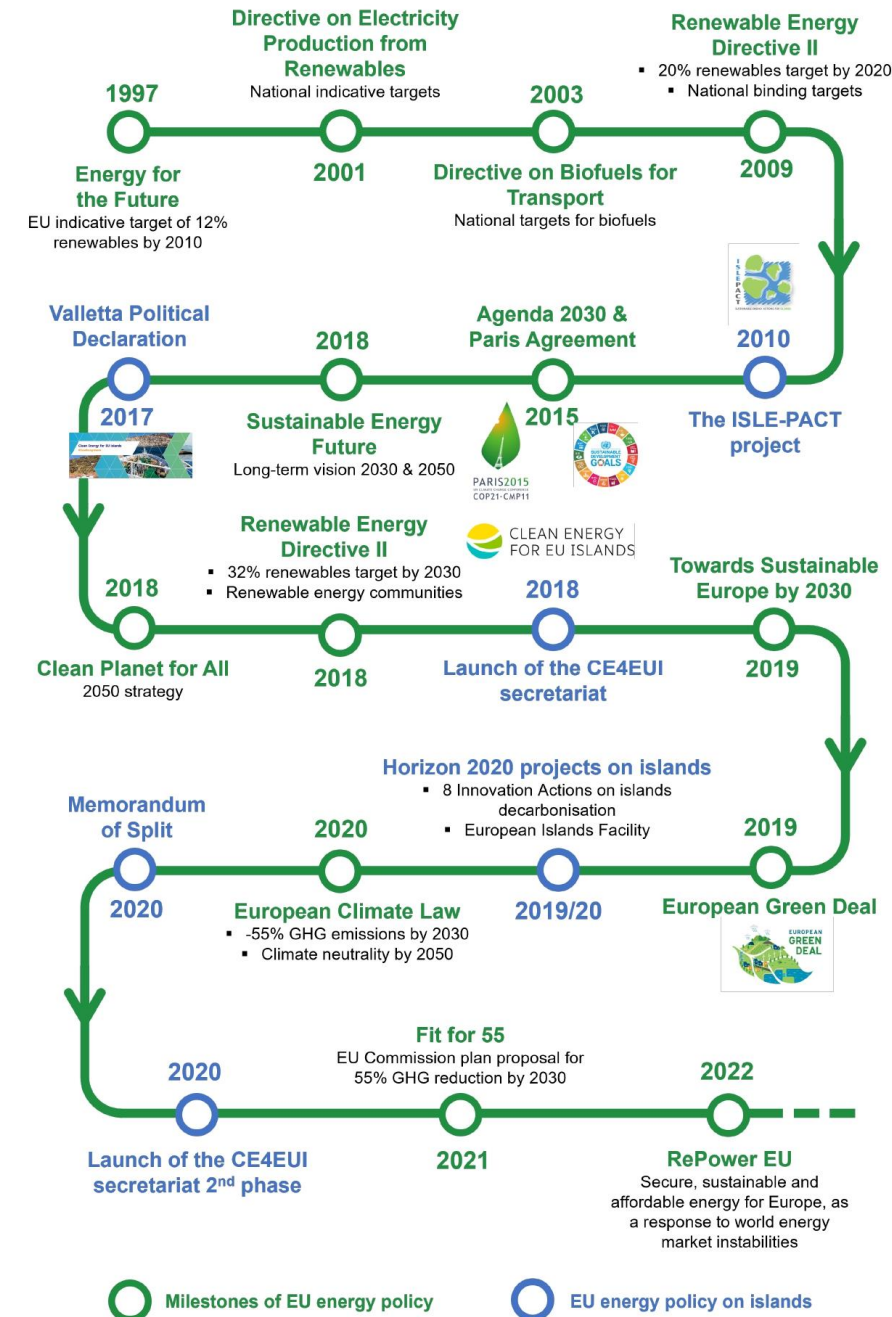 1997
Energy for
the Future
EU indicative target of 12%
renewables by 2010
Directive on Electricity
Production from
Renewables
National indicative targets
2001
2003
Directive on Biofuels for
Transport
National targets for biofuels
Renewable Energy
Directive II
▪ 20% renewables target by 2020
▪ National binding targets
2009
ISLEPACT
2010
The ISLE-PACT
project
Agenda 2030 &
Paris Agreement
2015
PARIS2015
COP21·CMP11
SUSTAINABLE
DEVELOPMENT
GOALS
2018
Sustainable Energy
Future
Long-term vision 2030 & 2050
Valletta Political
Declaration
2017
Clean Energy for EU Islands
2018
Clean Planet for All
2050 strategy
Renewable Energy
Directive II
▪ 32% renewables target by 2030
▪ Renewable energy communities
2018
CLEAN ENERGY
FOR EU ISLANDS
2018
Launch of the CE4EUI
secretariat
Towards Sustainable
Europe by 2030
2019
2019
European Green Deal
EUROPEAN
GREEN
DEAL
Horizon 2020 projects on islands
▪ 8 Innovation Actions on islands
decarbonisation
▪ European Islands Facility
2019/20
2020
European Climate Law
▪ -55% GHG emissions by 2030
▪ Climate neutrality by 2050
Memorandum
of Split
2020
2020
Launch of the CE4EUI
secretariat 2nd phase
Fit for 55
EU Commission plan proposal for
55% GHG reduction by 2030
2021
2022
RePower EU
Secure, sustainable and
affordable energy for Europe, as
a response to world energy
market instabilities
Milestones of EU energy policy
EU energy policy on islands